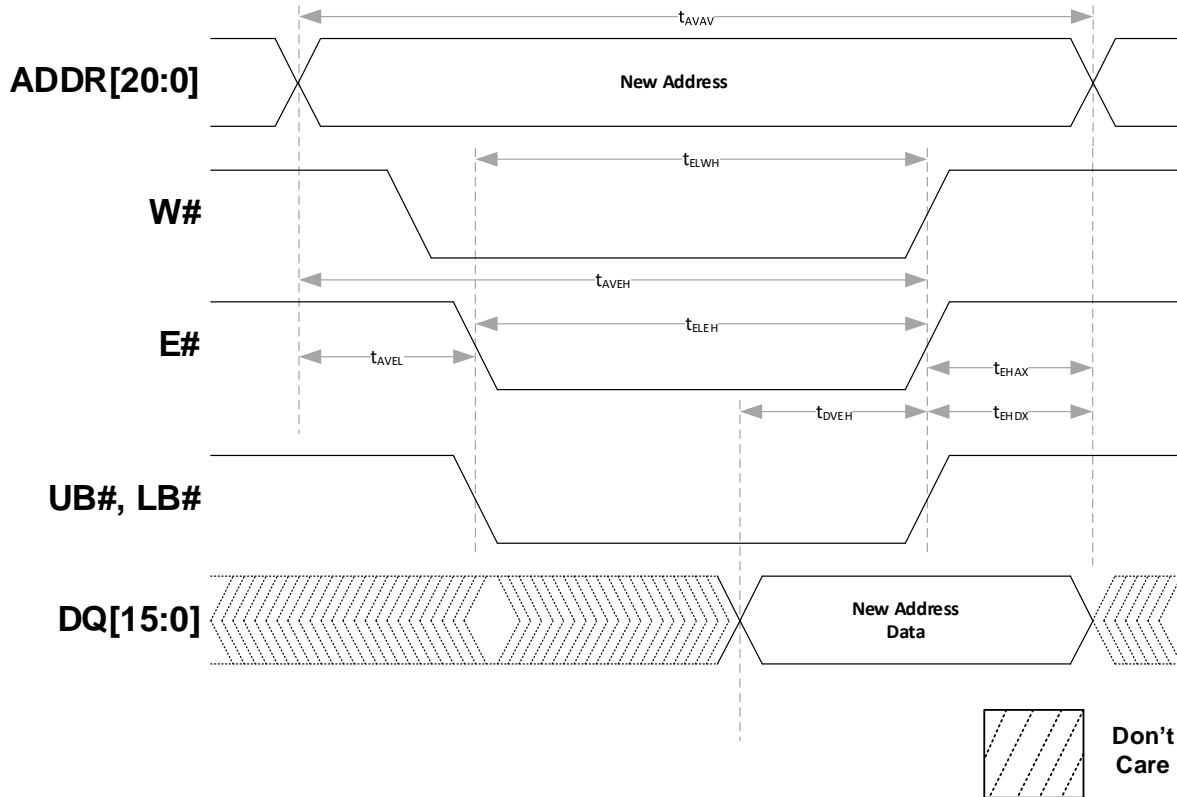 tAVAV
ADDR[20:0]
New Address
tELWH
W#
tAVEH
tELEH
E#
tAVEL
tEHAX
tDVEH
tEHDX
UB#, LB#
DQ[15:0]
New Address
Data
Don't
Care